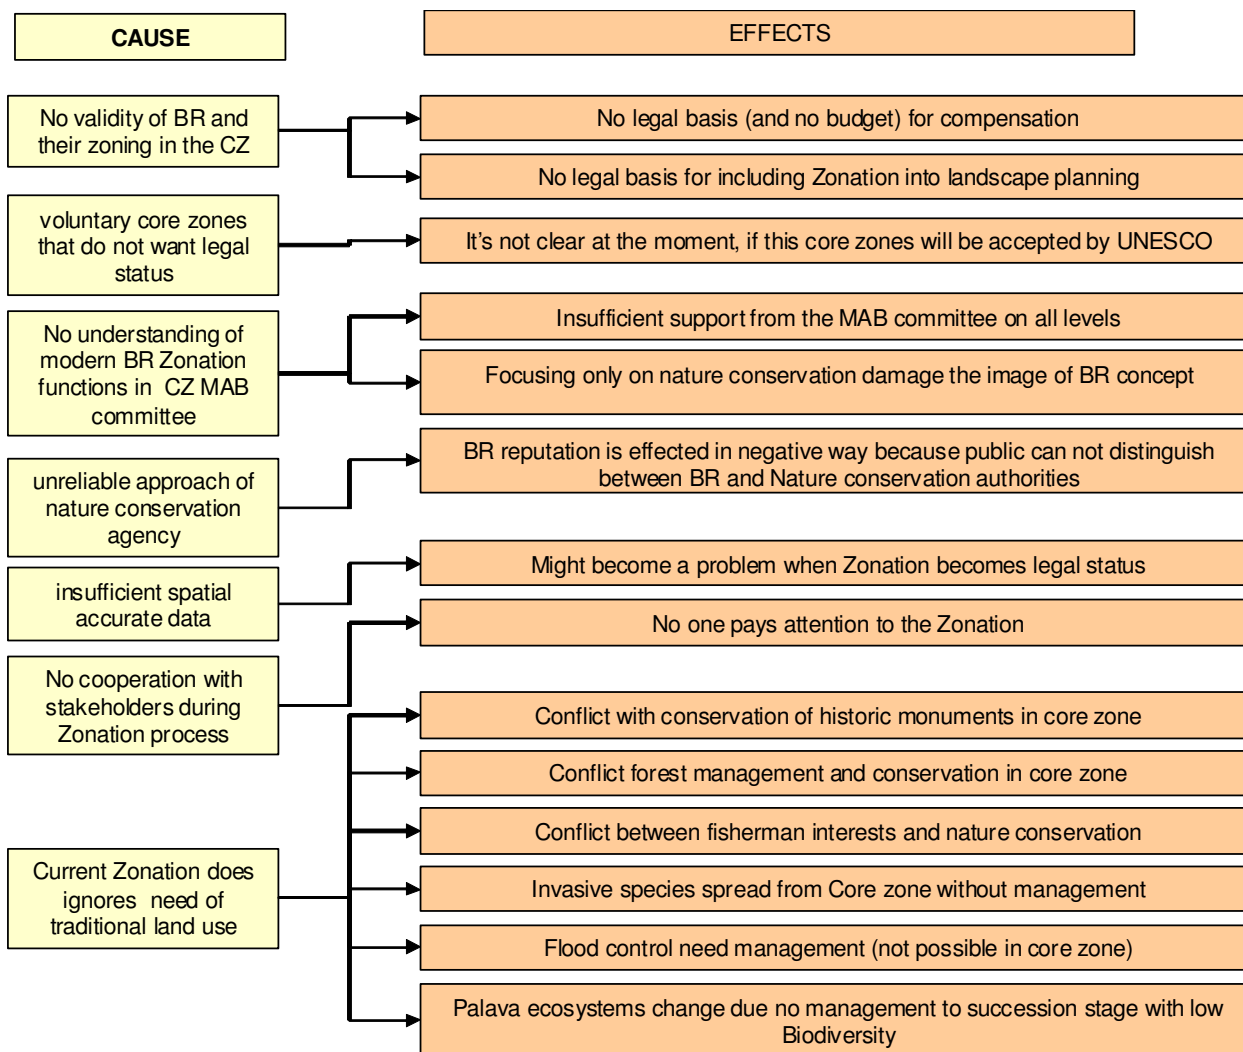 CAUSE
EFFECTS
No validity of BR and
their zoning in the CZ
No legal basis (and no budget) for compensation
No legal basis for including Zonation into landscape planning
voluntary core zones
that do not want legal
status
It's not clear at the moment, if this core zones will be accepted by UNESCO
No understanding of
modern BR Zonation
functions in CZ MAB
committee
Insufficient support from the MAB committee on all levels
Focusing only on nature conservation damage the image of BR concept
unreliable approach of
nature conservation
agency
BR reputation is effected in negative way because public can not distinguish
between BR and Nature conservation authorities
insufficient spatial
accurate data
Might become a problem when Zonation becomes legal status
No cooperation with
stakeholders during
Zonation process
No one pays attention to the Zonation
Current Zonation does
ignores need of
traditional land use
Conflict with conservation of historic monuments in core zone
Conflict forest management and conservation in core zone
Conflict between fisherman interests and nature conservation
Invasive species spread from Core zone without management
Flood control need management (not possible in core zone)
Palava ecosystems change due no management to succession stage with low
Biodiversity